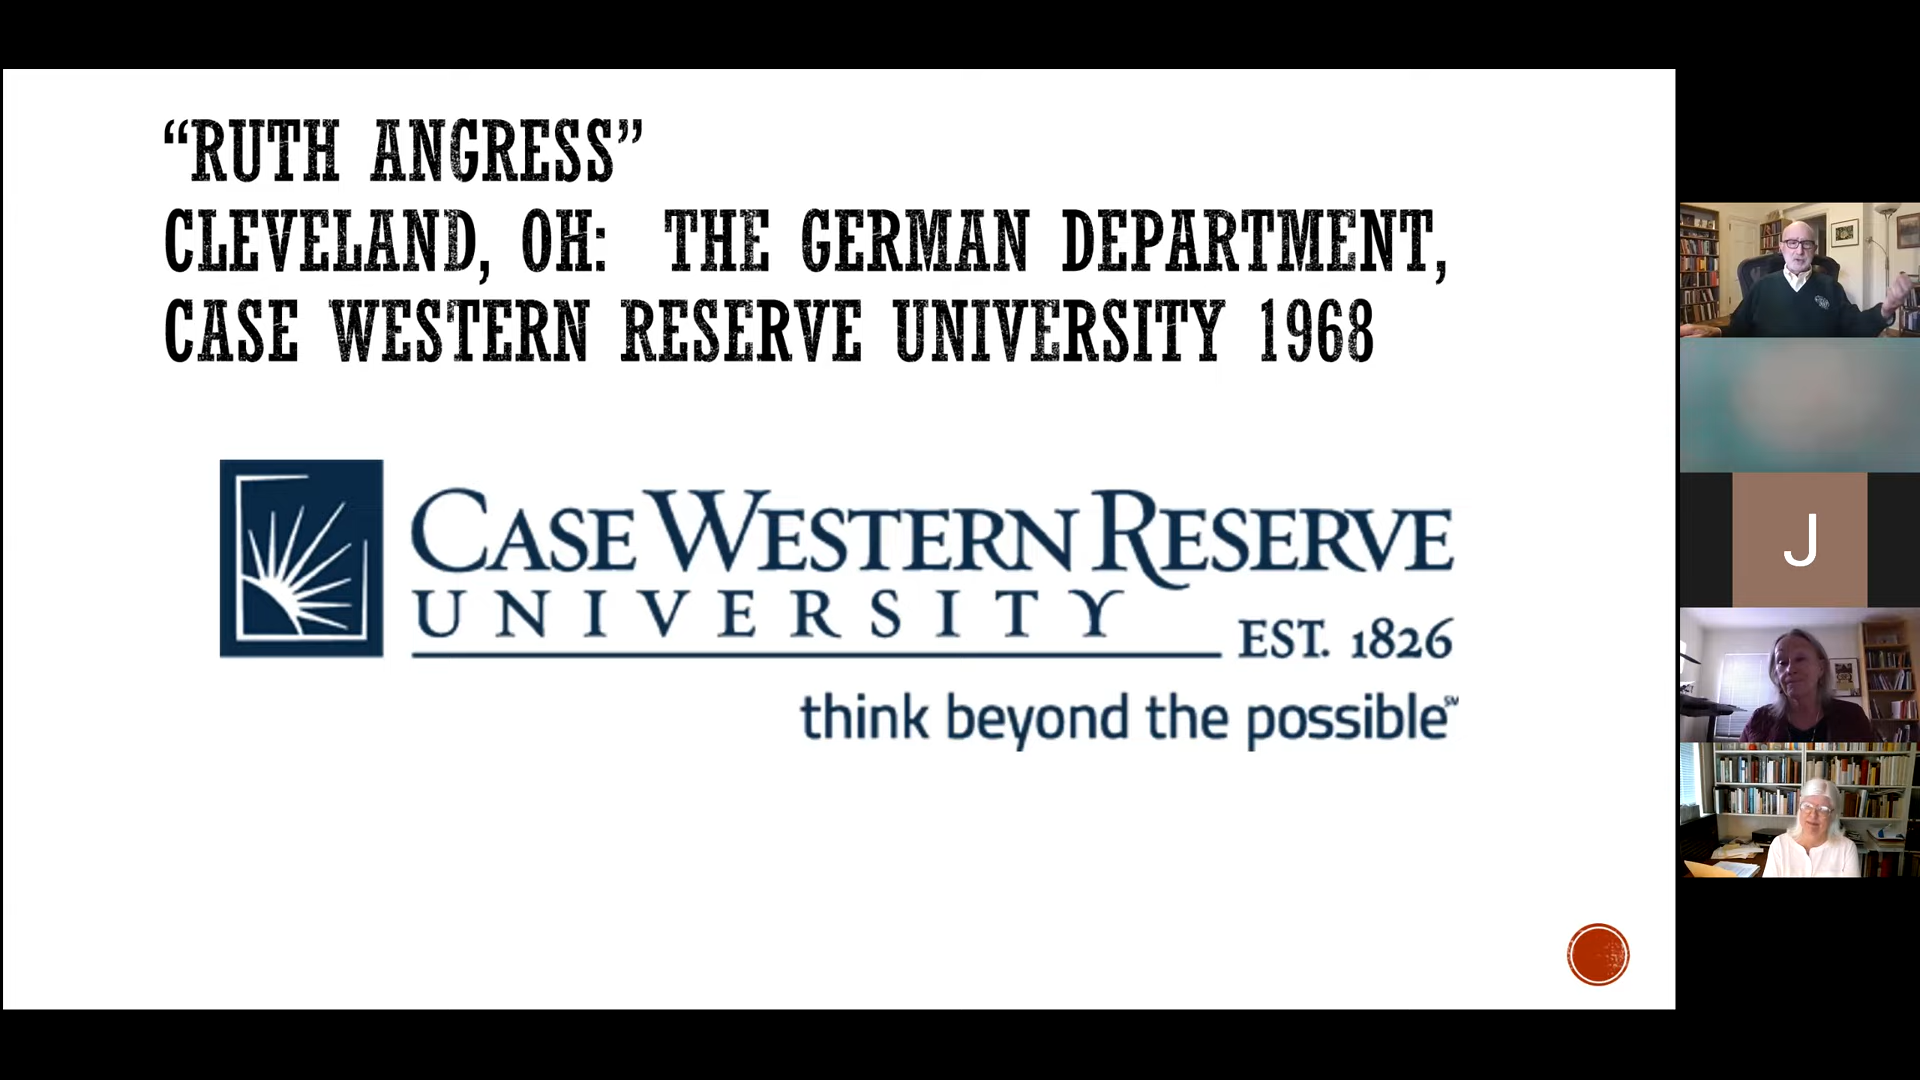 “RUTH ANGRESS”
CLEVELAND, OH: THE GERMAN DEPARTMENT,
CASE WESTERN RESERVE UNIVERSITY 1968
CASE WESTERN RESERVE
UNIVERSITY
EST. 1826
think beyond the possible℠
J